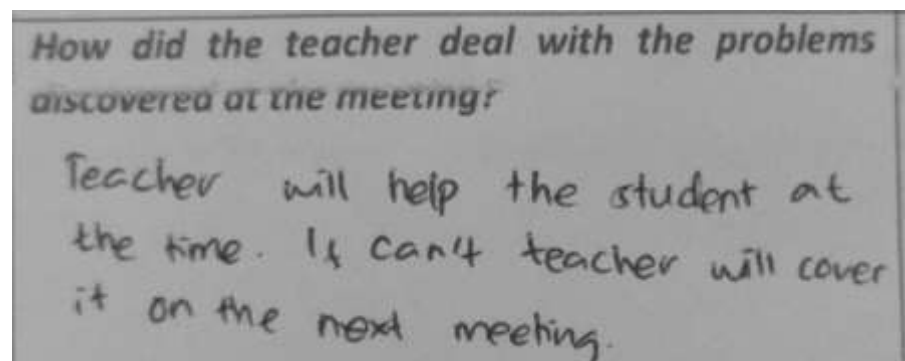 How did the teacher deal with the problems
discovered at the meeting?
Teacher will help the student at
the time. If can't teacher will cover
it on the next meeting.